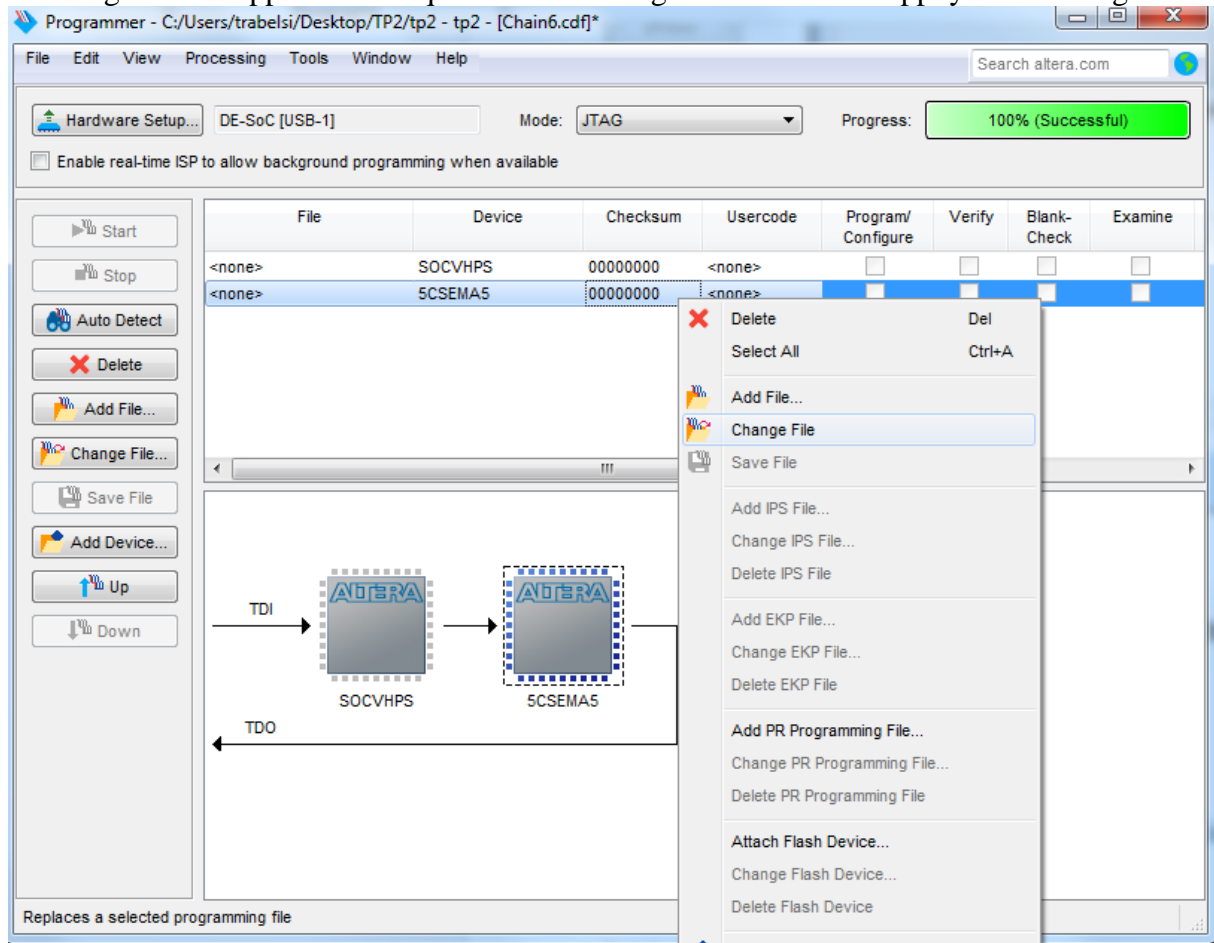 Programmer - C:/Users/trabelsi/Desktop/TP2/tp2 - tp2 - [Chain6.cdf]*
File Edit View Processing Tools Window Help
Search altera.com
Hardware Setup... DE-SoC [USB-1] Mode: JTAG Progress: 100% (Successful)
Enable real-time ISP to allow background programming when available
File Device Checksum Usercode Program/ Configure Verify Blank- Check Examine
<none> SOCVHPS 00000000 <none>
<none> 5CSEMA5 00000000 <none>
Start
Stop
Auto Detect
Delete
Add File...
Change File...
Save File
Add Device...
Up
Down
Delete Del
Select All Ctrl+A
Add File...
Change File
Save File
Add IPS File...
Change IPS File...
Delete IPS File
Add EKP File...
Change EKP File...
Delete EKP File
Add PR Programming File...
Change PR Programming File...
Delete PR Programming File
Attach Flash Device...
Change Flash Device...
Delete Flash Device
TDI
ALTERA
ALTERA
SOCVHPS
5CSEMA5
TDO
Replaces a selected programming file